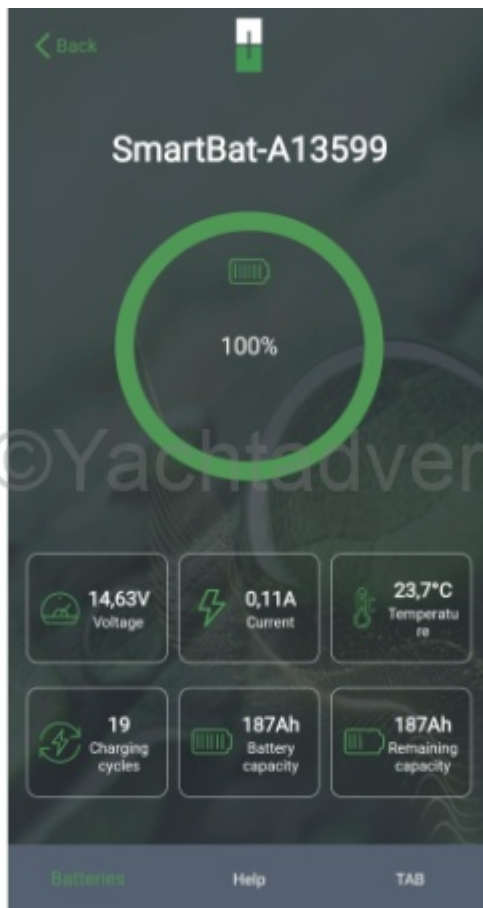 Back
SmartBat-A13599
100%
©Yachtadver
14,63V
Voltage
0,11A
Current
23,7°C
Temperatu
re
19
Charging
cycles
187Ah
Battery
capacity
187Ah
Remaining
capacity
Batteries
Help
TAB